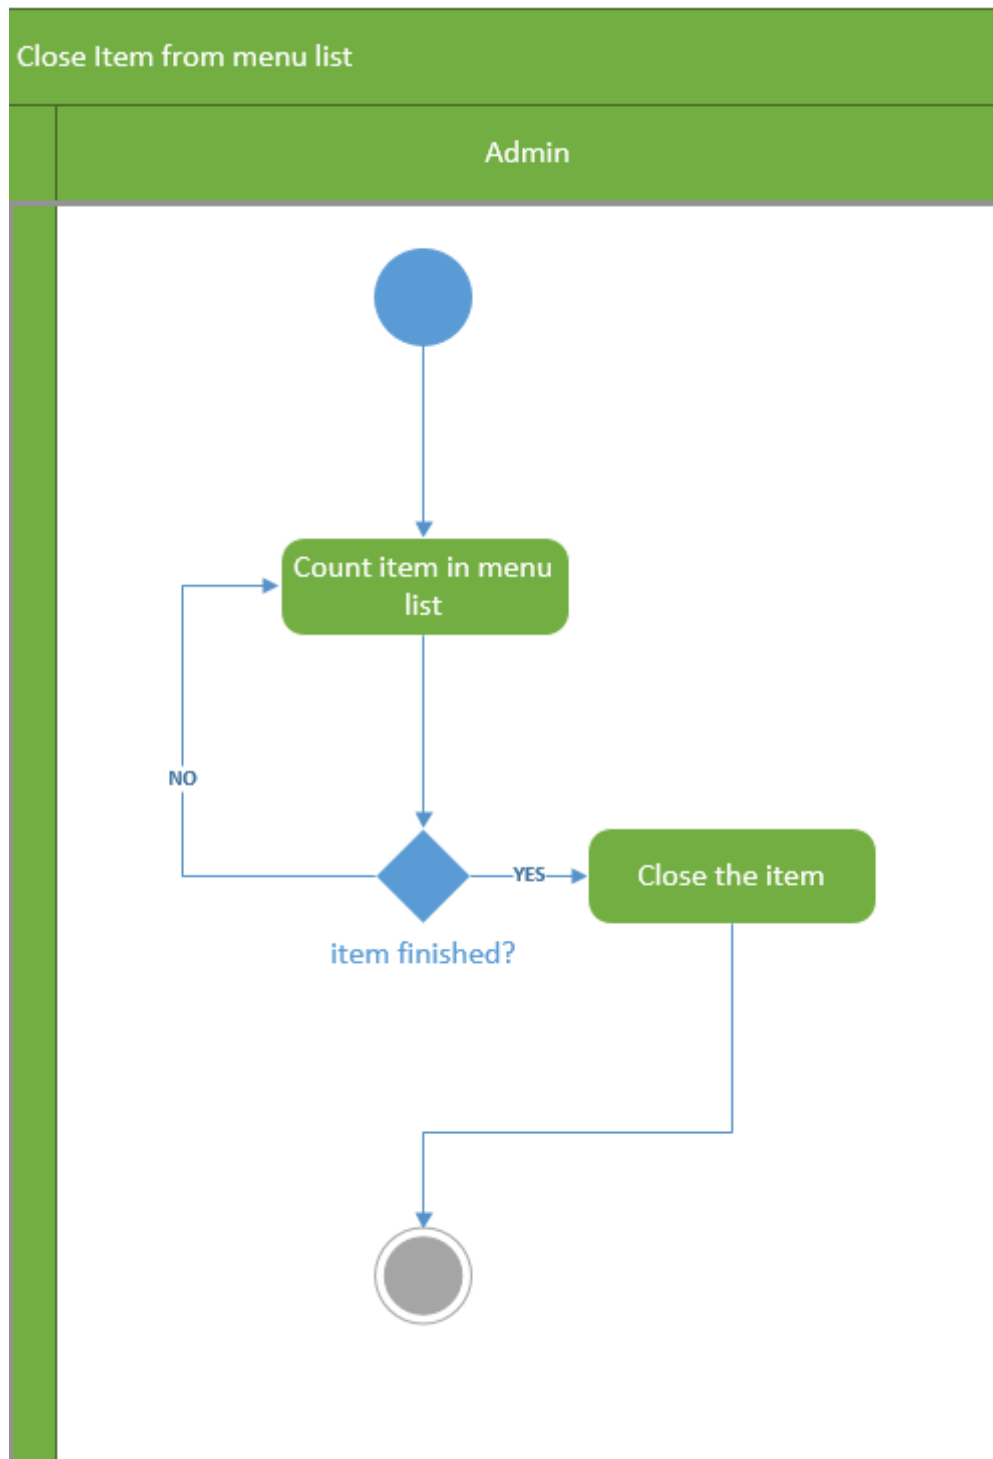 Close Item from menu list
Admin
Count item in menu
list
NO
YES
Close the item
item finished?